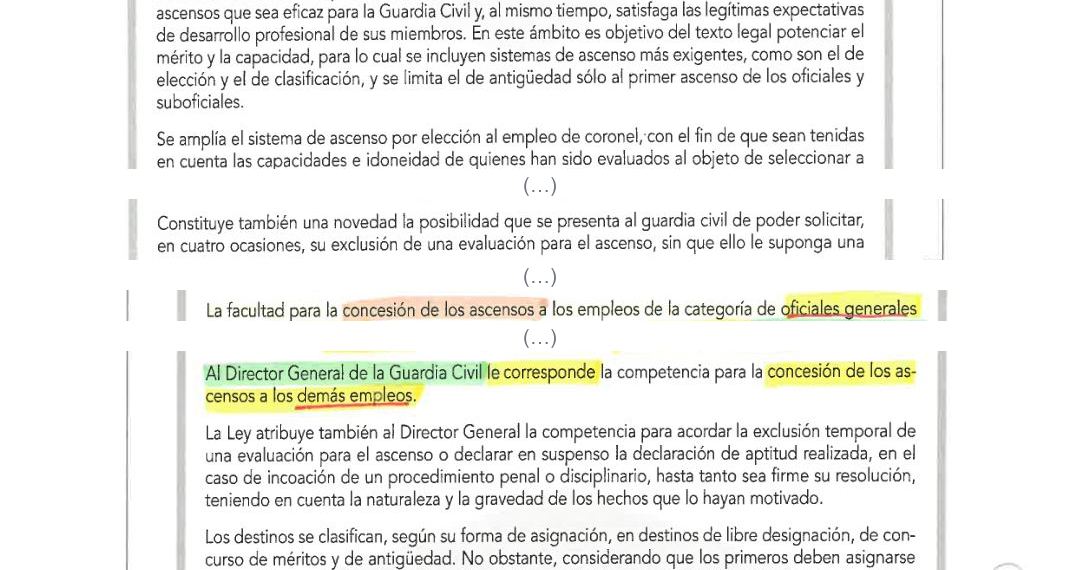 ascensos que sea eficaz para la Guardia Civil y, al mismo tiempo, satisfaga las legítimas expectativas
de desarrollo profesional de sus miembros. En este ámbito es objetivo del texto legal potenciar el
mérito y la capacidad, para lo cual se incluyen sistemas de ascenso más exigentes, como son el de
elección y el de clasificación, y se limita el de antigüedad sólo al primer ascenso de los oficiales y
suboficiales.
Se amplía el sistema de ascenso por elección al empleo de coronel, con el fin de que sean tenidas
en cuenta las capacidades e idoneidad de quienes han sido evaluados al objeto de seleccionar a
(...)
Constituye también una novedad la posibilidad que se presenta al guardia civil de poder solicitar,
en cuatro ocasiones, su exclusión de una evaluación para el ascenso, sin que ello le suponga una
(...)
La facultad para la concesión de los ascensos a los empleos de la categoría de oficiales generales
(...)
Al Director General de la Guardia Civil le corresponde la competencia para la concesión de los as-
censos a los demás empleos.
La Ley atribuye también al Director General la competencia para acordar la exclusión temporal de
una evaluación para el ascenso o declarar en suspenso la declaración de aptitud realizada, en el
caso de incoación de un procedimiento penal o disciplinario, hasta tanto sea firme su resolución,
teniendo en cuenta la naturaleza y la gravedad de los hechos que lo hayan motivado.
Los destinos se clasifican, según su forma de asignación, en destinos de libre designación, de con-
curso de méritos y de antigüedad. No obstante, considerando que los primeros deben asignarse